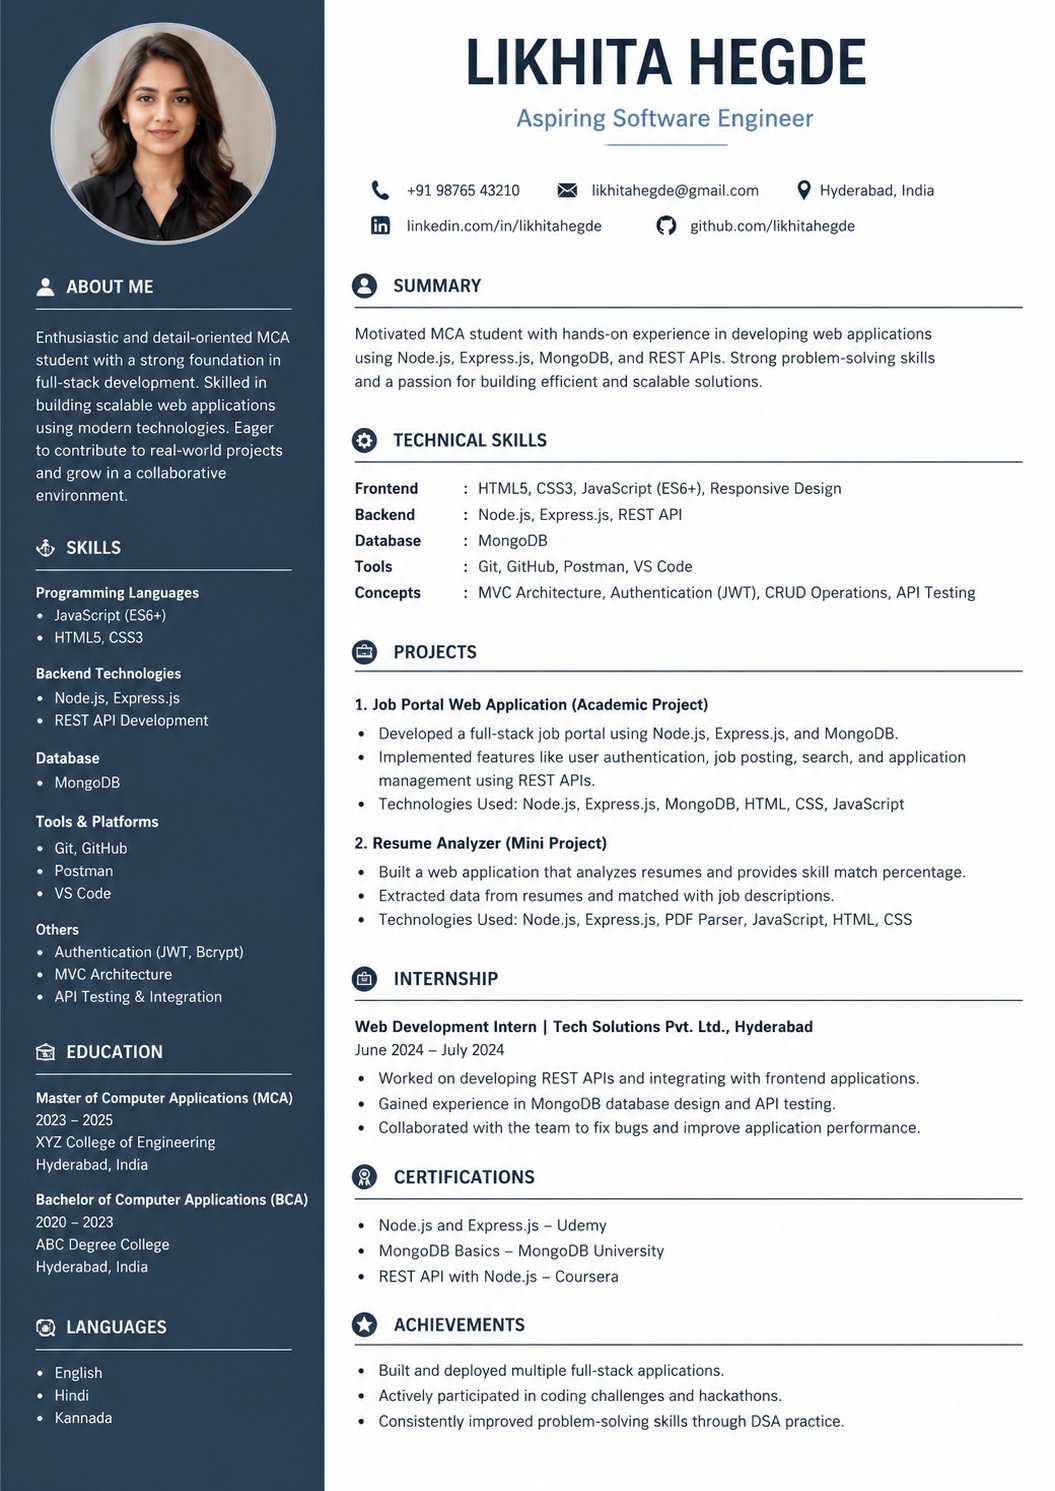 LIKHITA HEGDE
Aspiring Software Engineer
+91 98765 43210 likhitahegde@gmail.com Hyderabad, India
linkedin.com/in/likhitahegde github.com/likhitahegde
ABOUT ME
Enthusiastic and detail-oriented MCA
student with a strong foundation in
full-stack development. Skilled in
building scalable web applications
using modern technologies. Eager
to contribute to real-world projects
and grow in a collaborative
environment.
SKILLS
Programming Languages
• JavaScript (ES6+)
• HTML5, CSS3
Backend Technologies
• Node.js, Express.js
• REST API Development
Database
• MongoDB
Tools & Platforms
• Git, GitHub
• Postman
• VS Code
Others
• Authentication (JWT, Bcrypt)
• MVC Architecture
• API Testing & Integration
EDUCATION
Master of Computer Applications (MCA)
2023 – 2025
XYZ College of Engineering
Hyderabad, India
Bachelor of Computer Applications (BCA)
2020 – 2023
ABC Degree College
Hyderabad, India
LANGUAGES
• English
• Hindi
• Kannada
SUMMARY
Motivated MCA student with hands-on experience in developing web applications
using Node.js, Express.js, MongoDB, and REST APIs. Strong problem-solving skills
and a passion for building efficient and scalable solutions.
TECHNICAL SKILLS
Frontend : HTML5, CSS3, JavaScript (ES6+), Responsive Design
Backend : Node.js, Express.js, REST API
Database : MongoDB
Tools : Git, GitHub, Postman, VS Code
Concepts : MVC Architecture, Authentication (JWT), CRUD Operations, API Testing
PROJECTS
1. Job Portal Web Application (Academic Project)
• Developed a full-stack job portal using Node.js, Express.js, and MongoDB.
• Implemented features like user authentication, job posting, search, and application
management using REST APIs.
• Technologies Used: Node.js, Express.js, MongoDB, HTML, CSS, JavaScript
2. Resume Analyzer (Mini Project)
• Built a web application that analyzes resumes and provides skill match percentage.
• Extracted data from resumes and matched with job descriptions.
• Technologies Used: Node.js, Express.js, PDF Parser, JavaScript, HTML, CSS
INTERNSHIP
Web Development Intern | Tech Solutions Pvt. Ltd., Hyderabad
June 2024 – July 2024
• Worked on developing REST APIs and integrating with frontend applications.
• Gained experience in MongoDB database design and API testing.
• Collaborated with the team to fix bugs and improve application performance.
CERTIFICATIONS
• Node.js and Express.js – Udemy
• MongoDB Basics – MongoDB University
• REST API with Node.js – Coursera
ACHIEVEMENTS
• Built and deployed multiple full-stack applications.
• Actively participated in coding challenges and hackathons.
• Consistently improved problem-solving skills through DSA practice.